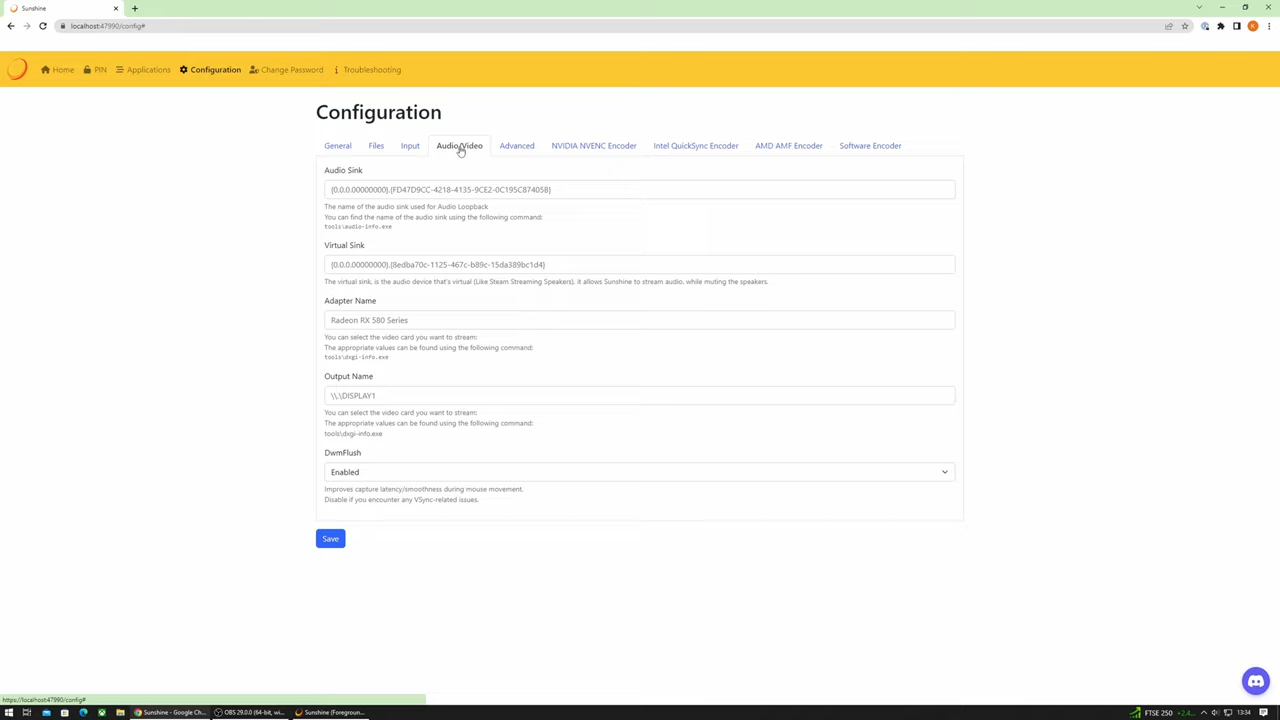 Sunshine
localhost:47990/config#
K
Home PIN Applications Configuration Change Password Troubleshooting
Configuration
General Files Input Audio/Video Advanced NVIDIA NVENC Encoder Intel QuickSync Encoder AMD AMF Encoder Software Encoder
Audio Sink
{0.0.0.00000000}.{FD47D9CC-4218-4135-9CE2-0C195C87405B}
The name of the audio sink used for Audio Loopback
You can find the name of the audio sink using the following command:
tools\audio-info.exe
Virtual Sink
{0.0.0.00000000}.{8edba70c-1125-467c-b89c-15da389bc1d4}
The virtual sink, is the audio device that's virtual (Like Steam Streaming Speakers), it allows Sunshine to stream audio, while muting the speakers.
Adapter Name
Radeon RX 580 Series
You can select the video card you want to stream:
The appropriate values can be found using the following command:
tools\dxgi-info.exe
Output Name
\\.\DISPLAY1
You can select the video card you want to stream:
The appropriate values can be found using the following command:
tools\dxgi-info.exe
DwmFlush
Enabled
Improves capture latency/smoothness during mouse movement.
Disable if you encounter any VSync-related issues.
Save
https://localhost:47990/config#
Sunshine - Google Ch... OBS 29.0.0 (64-bit, wi... Sunshine (Foregroun... FTSE 250 +2.4... 13:34